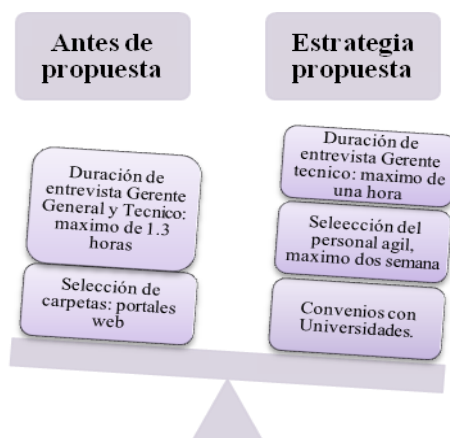 Antes de
propuesta
Estrategia
propuesta
Duración de
entrevista Gerente
General y Tecnico:
maximo de 1.3
horas
Selección de
carpetas: portales
web
Duración de
entrevista Gerente
tecnico: maximo de
una hora
Seleección del
personal agil,
maximo dos semana
Convenios con
Universidades.